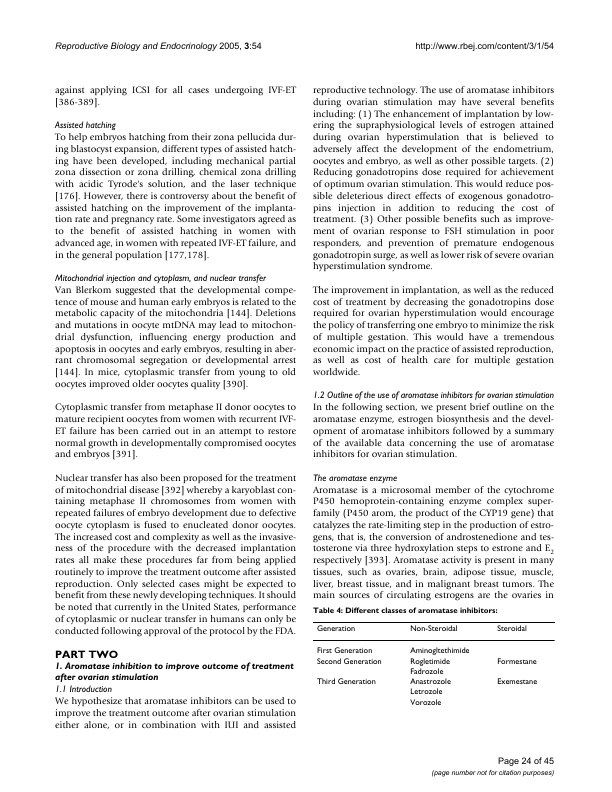 Reproductive Biology and Endocrinology 2005, 3:54
http://www.rbej.com/content/3/1/54
against applying ICSI for all cases undergoing IVF-ET
[386-389].
Assisted hatching
To help embryos hatching from their zona pellucida dur-
ing blastocyst expansion, different types of assisted hatch-
ing have been developed, including mechanical partial
zona dissection or zona drilling, chemical zona drilling
with acidic Tyrode's solution, and the laser technique
[176]. However, there is controversy about the benefit of
assisted hatching on the improvement of the implanta-
tion rate and pregnancy rate. Some investigators agreed as
to the benefit of assisted hatching in women with
advanced age, in women with repeated IVF-ET failure, and
in the general population [177,178].
Mitochondrial injection and cytoplasm, and nuclear transfer
Van Blerkom suggested that the developmental compe-
tence of mouse and human early embryos is related to the
metabolic capacity of the mitochondria [144]. Deletions
and mutations in oocyte mtDNA may lead to mitochon-
drial dysfunction, influencing energy production and
apoptosis in oocytes and early embryos, resulting in aber-
rant chromosomal segregation or developmental arrest
[144]. In mice, cytoplasmic transfer from young to old
oocytes improved older oocytes quality [390].
Cytoplasmic transfer from metaphase II donor oocytes to
mature recipient oocytes from women with recurrent IVF-
ET failure has been carried out in an attempt to restore
normal growth in developmentally compromised oocytes
and embryos [391].
Nuclear transfer has also been proposed for the treatment
of mitochondrial disease [392] whereby a karyoblast con-
taining metaphase II chromosomes from women with
repeated failures of embryo development due to defective
oocyte cytoplasm is fused to enucleated donor oocytes.
The increased cost and complexity as well as the invasive-
ness of the procedure with the decreased implantation
rates all make these procedures far from being applied
routinely to improve the treatment outcome after assisted
reproduction. Only selected cases might be expected to
benefit from these newly developing techniques. It should
be noted that currently in the United States, performance
of cytoplasmic or nuclear transfer in humans can only be
conducted following approval of the protocol by the FDA.
PART TWO
1. Aromatase inhibition to improve outcome of treatment
after ovarian stimulation
1.1 Introduction
We hypothesize that aromatase inhibitors can be used to
improve the treatment outcome after ovarian stimulation
either alone, or in combination with IUI and assisted
reproductive technology. The use of aromatase inhibitors
during ovarian stimulation may have several benefits
including: (1) The enhancement of implantation by low-
ering the supraphysiological levels of estrogen attained
during ovarian hyperstimulation that is believed to
adversely affect the development of the endometrium,
oocytes and embryo, as well as other possible targets. (2)
Reducing gonadotropins dose required for achievement
of optimum ovarian stimulation. This would reduce pos-
sible deleterious direct effects of exogenous gonadotro-
pins injection in addition to reducing the cost of
treatment. (3) Other possible benefits such as improve-
ment of ovarian response to FSH stimulation in poor
responders, and prevention of premature endogenous
gonadotropin surge, as well as lower risk of severe ovarian
hyperstimulation syndrome.
The improvement in implantation, as well as the reduced
cost of treatment by decreasing the gonadotropins dose
required for ovarian hyperstimulation would encourage
the policy of transferring one embryo to minimize the risk
of multiple gestation. This would have a tremendous
economic impact on the practice of assisted reproduction,
as well as cost of health care for multiple gestation
worldwide.
1.2 Outline of the use of aromatase inhibitors for ovarian stimulation
In the following section, we present brief outline on the
aromatase enzyme, estrogen biosynthesis and the devel-
opment of aromatase inhibitors followed by a summary
of the available data concerning the use of aromatase
inhibitors for ovarian stimulation.
The aromatase enzyme
Aromatase is a microsomal member of the cytochrome
P450 hemoprotein-containing enzyme complex super-
family (P450 arom, the product of the CYP19 gene) that
catalyzes the rate-limiting step in the production of estro-
gens, that is, the conversion of androstenedione and tes-
tosterone via three hydroxylation steps to estrone and E2
respectively [393]. Aromatase activity is present in many
tissues, such as ovaries, brain, adipose tissue, muscle,
liver, breast tissue, and in malignant breast tumors. The
main sources of circulating estrogens are the ovaries in
Table 4: Different classes of aromatase inhibitors:
Generation Non-Steroidal Steroidal
First Generation Aminogltethimide
Second Generation Rogletimide Formestane
Fadrozole
Third Generation Anastrozole Exemestane
Letrozole
Vorozole
Page 24 of 45
(page number not for citation purposes)